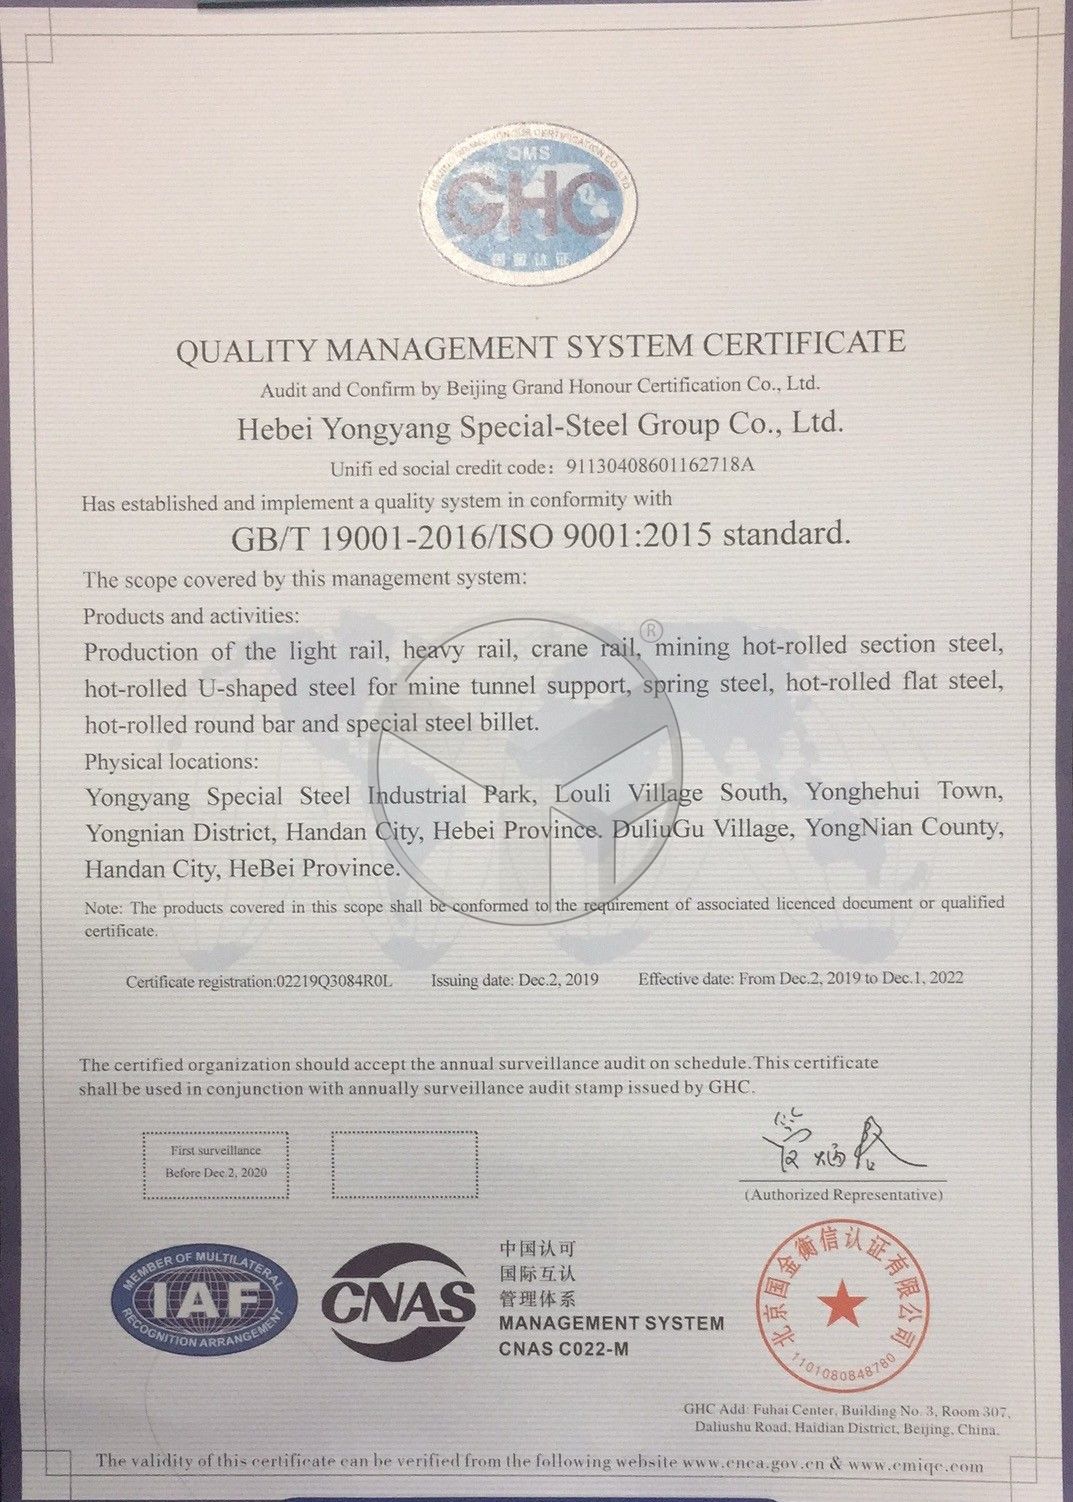 QMS
GHC
QUALITY MANAGEMENT SYSTEM CERTIFICATE
Audit and Confirm by Beijing Grand Honour Certification Co., Ltd.
Hebei Yongyang Special-Steel Group Co., Ltd.
Unifi ed social credit code: 91130408601162718A
Has established and implement a quality system in conformity with
GB/T 19001-2016/ISO 9001:2015 standard.
The scope covered by this management system:
Products and activities:
®
Production of the light rail, heavy rail, crane rail, mining hot-rolled section steel,
hot-rolled U-shaped steel for mine tunnel support, spring steel, hot-rolled flat steel,
hot-rolled round bar and special steel billet.
Physical locations:
Yongyang Special Steel Industrial Park, Louli Village South, Yonghehui Town,
Yongnian District, Handan City, Hebei Province. DuliuGu Village, YongNian County,
Handan City, HeBei Province.
Note: The products covered in this scope shall be conformed to the requirement of associated licenced document or qualified
certificate.
Certificate registration:02219Q3084R0L Issuing date: Dec.2, 2019 Effective date: From Dec.2, 2019 to Dec.1, 2022
The certified organization should accept the annual surveillance audit on schedule.This certificate
shall be used in conjunction with annually surveillance audit stamp issued by GHC.
First surveillance
Before Dec.2, 2020
(Authorized Representative)
MEMBER OF MULTILATERAL
IAF
RECOGNITION ARRANGEMENT
CNAS
中国认可
国际互认
管理体系
MANAGEMENT SYSTEM
CNAS C022-M
北京国金衡信认证有限公司
1101080848780
GHC Add: Fuhai Center, Building No. 3, Room 307,
Daliushu Road, Haidian District, Beijing, China.
The validity of this certificate can be verified from the following website www.cnca.gov.cn & www.cmiqc.com